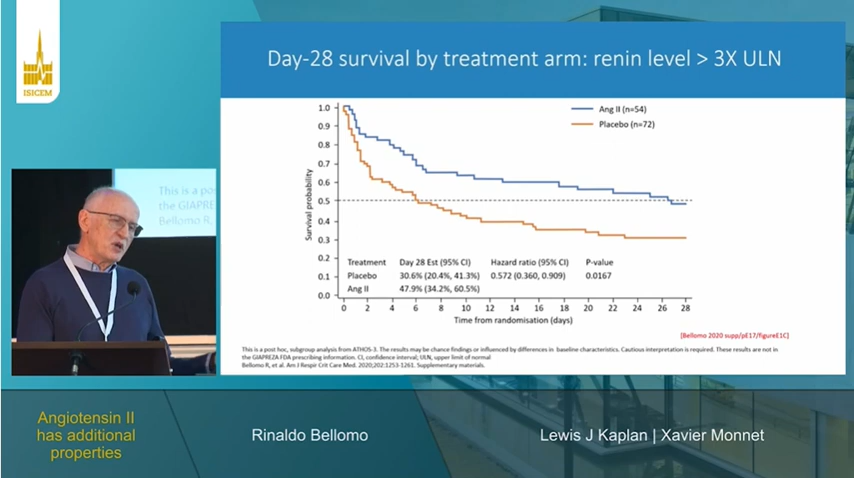 ISICEM
Day-28 survival by treatment arm: renin level > 3X ULN
1.0
0.9
0.8
0.7
0.6
0.5
0.4
0.3
0.2
0.1
0.0
Survival probability
Ang II (n=54)
Placebo (n=72)
Treatment Day 28 Est (95% CI) Hazard ratio (95% CI) P-value
Placebo 30.6% (20.4%, 41.3%) 0.572 (0.360, 0.909) 0.0167
Ang II 47.9% (34.2%, 60.5%)
0 2 4 6 8 10 12 14 16 18 20 22 24 26 28
Time from randomisation (days)
[Bellomo 2020 supp/pE17/figureE1C]
This is a post hoc, subgroup analysis from ATHOS-3. The results may be chance findings or influenced by differences in baseline characteristics. Cautious interpretation is required. These results are not in
the GIAPREZA FDA prescribing information. CI, confidence interval; ULN, upper limit of normal
Bellomo R, et al. Am J Respir Crit Care Med. 2020;202:1253-1261. Supplementary materials.
This is a pos
the GIAPRE
Bellomo R,
Angiotensin II
has additional
properties
Rinaldo Bellomo
Lewis J Kaplan | Xavier Monnet